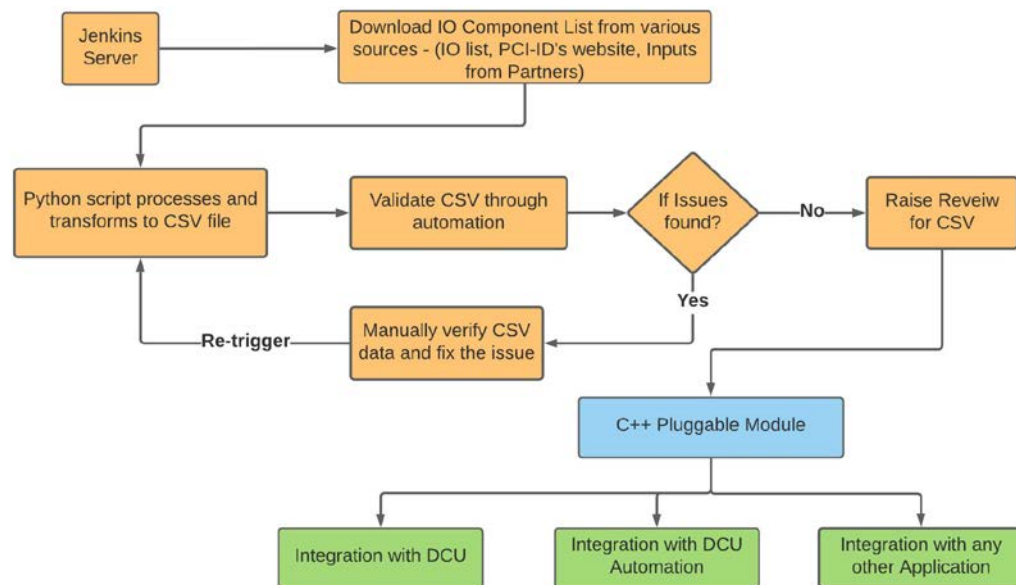 Jenkins
Server
Download IO Component List from various
sources - (IO list, PCI-ID's website, Inputs
from Partners)
Python script processes and
transforms to CSV file
Validate CSV through
automation
If Issues
found?
No
Raise Reveiw
for CSV
Yes
Manually verify CSV
data and fix the issue
Re-trigger
C++ Pluggable Module
Integration with DCU
Integration with DCU
Automation
Integration with any
other Application